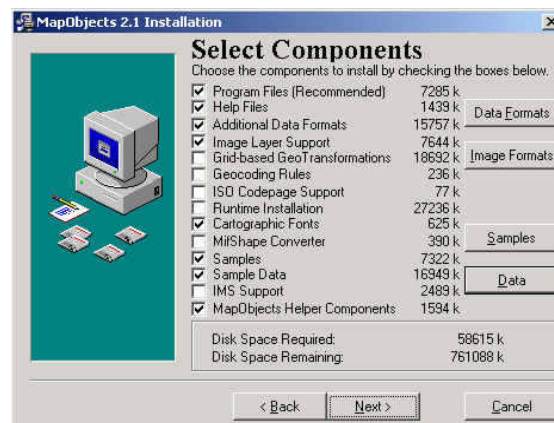 MapObjects 2.1 Installation
Select Components
Choose the components to install by checking the boxes below.
Program Files (Recommended) 7285 k
Help Files 1439 k
Data Formats
Additional Data Formats 15757 k
Image Layer Support 7644 k
Grid-based GeoTransformations 18692 k
Image Formats
Geocoding Rules 236 k
ISO Codepage Support 77 k
Runtime Installation 27236 k
Cartographic Fonts 625 k
MifShape Converter 390 k
Samples
Samples 7322 k
Sample Data 16949 k
Data
IMS Support 2489 k
MapObjects Helper Components 1594 k
Disk Space Required: 58615 k
Disk Space Remaining: 761088 k
< Back
Next >
Cancel